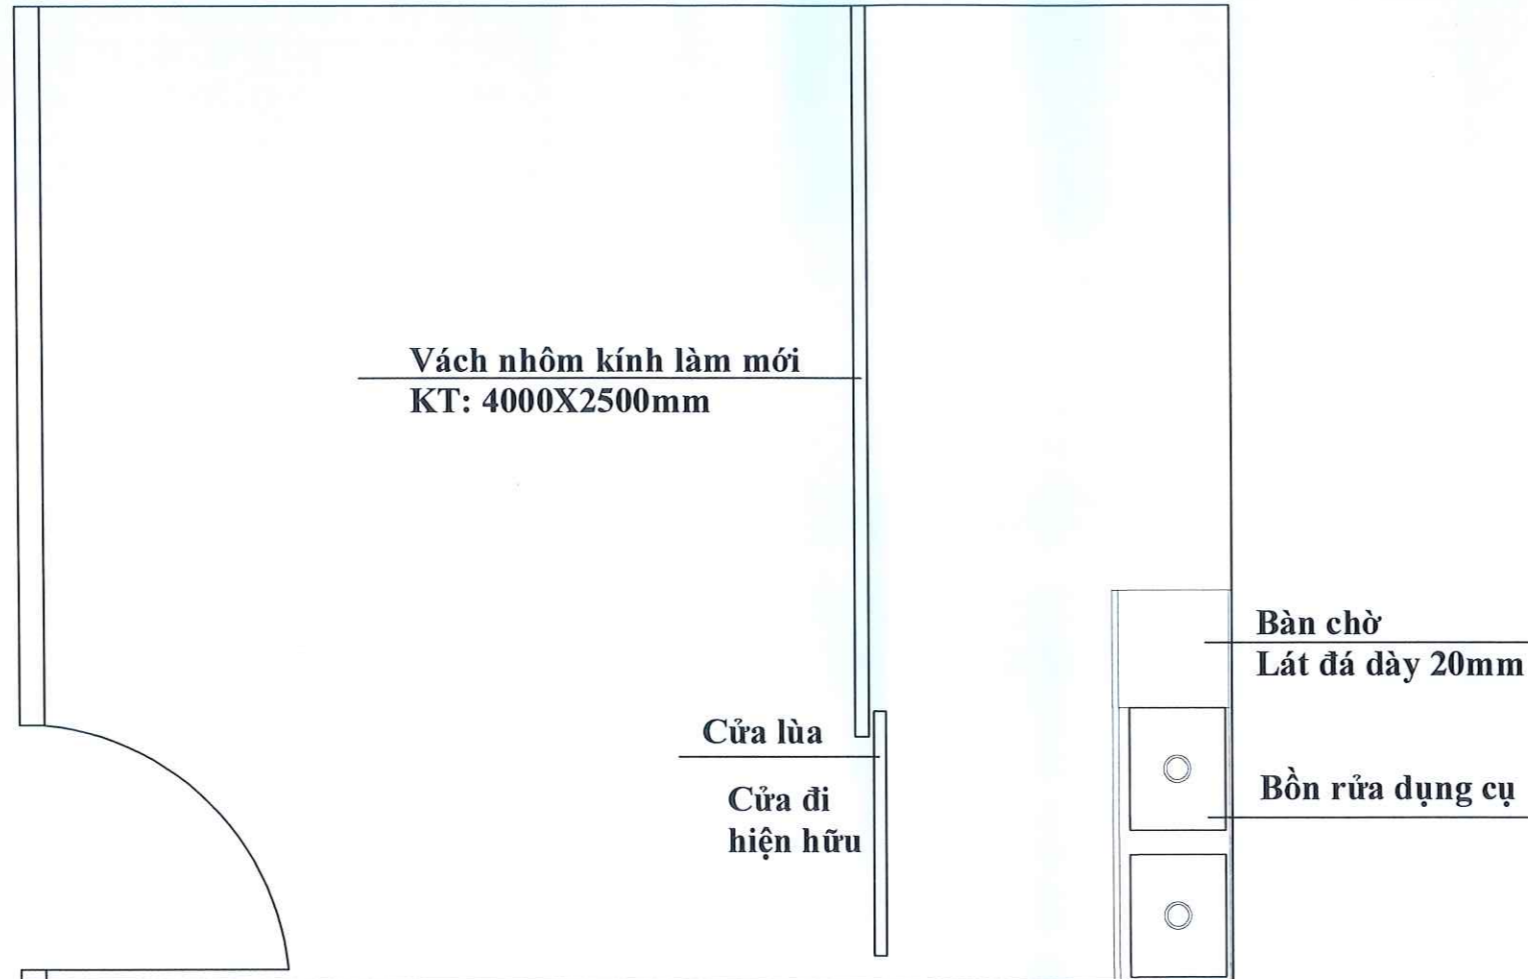 Vách nhôm kính làm mới
KT: 4000X2500mm
Bàn chờ
Lát đá dày 20mm
Cửa lùa
Cửa đi
hiện hữu
Bồn rửa dụng cụ